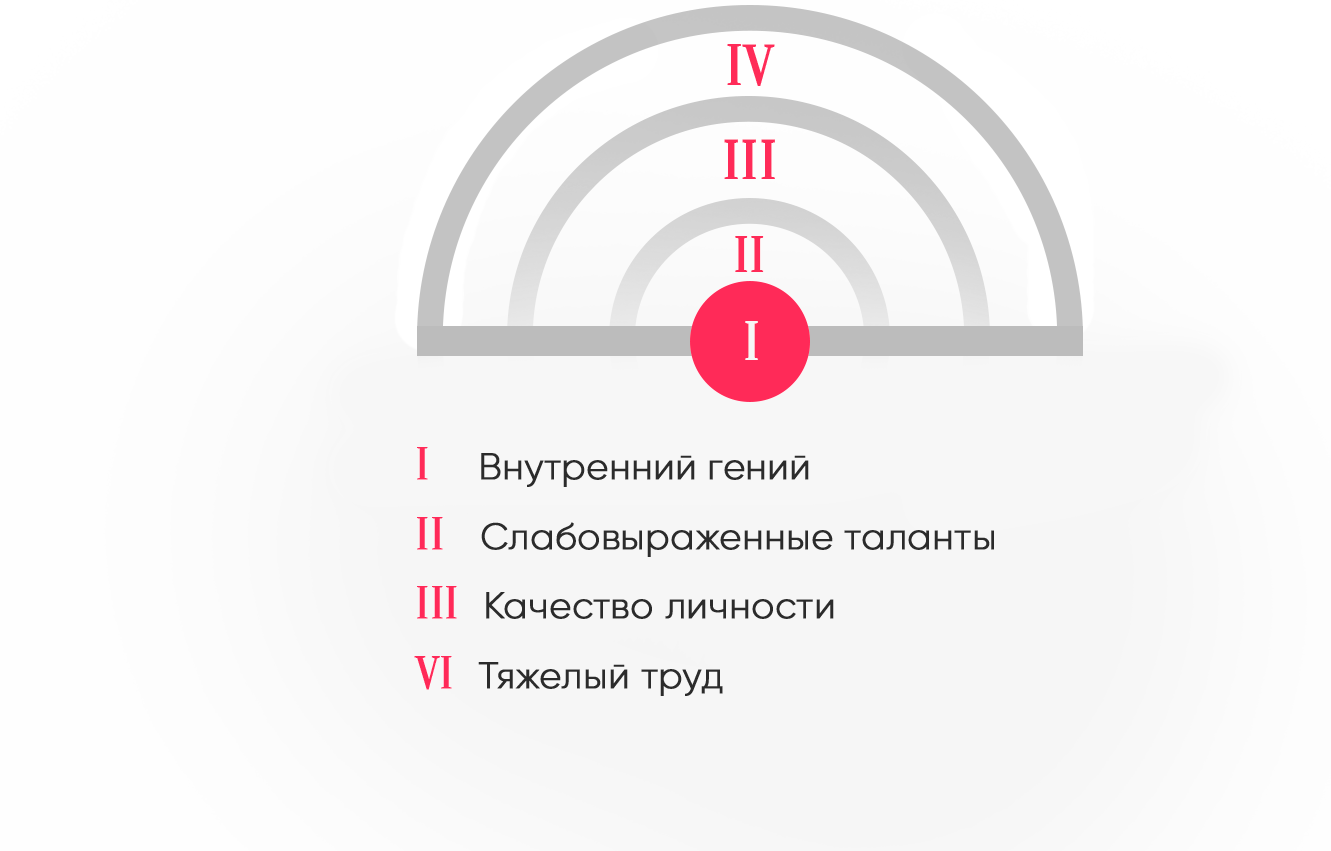 IV
III
II
I
I Внутренний гений
II Слабовыраженные таланты
III Качество личности
VI Тяжелый труд